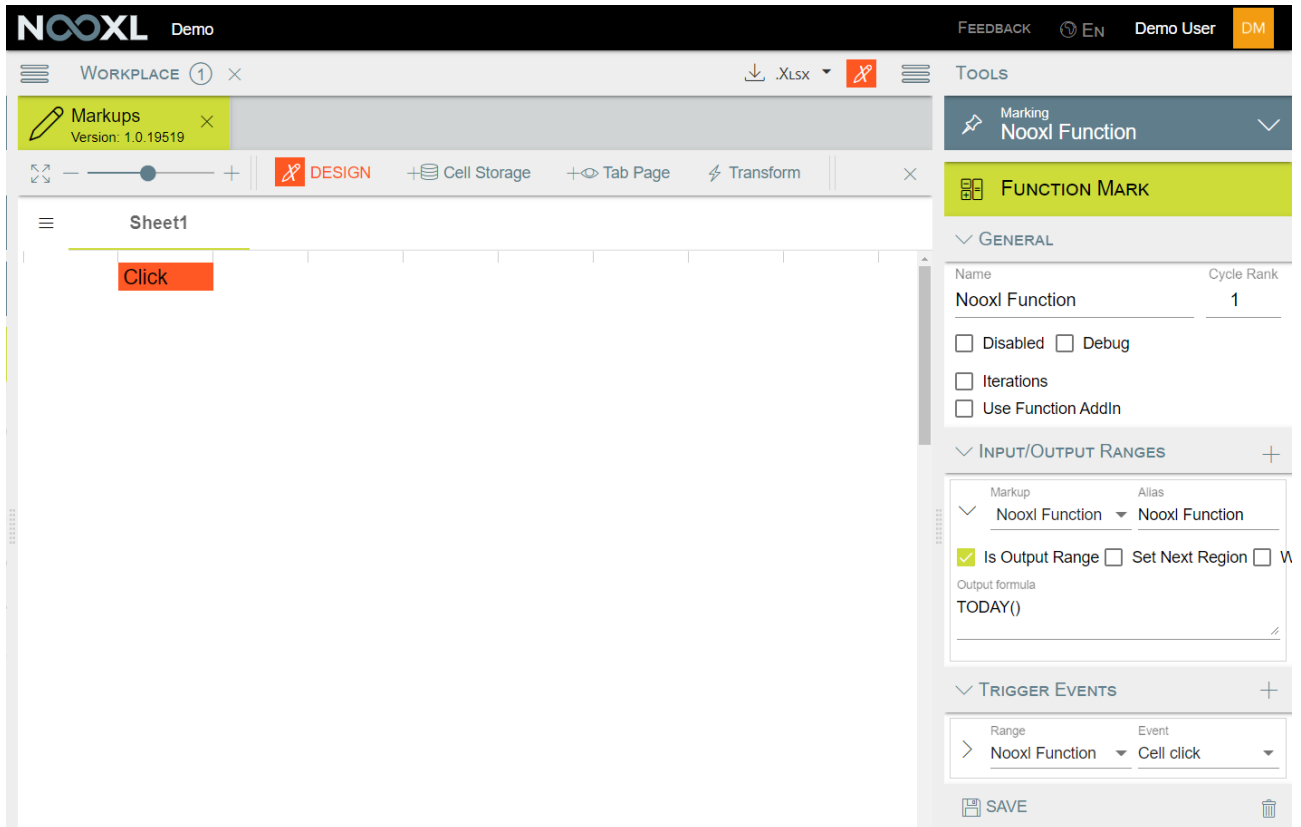 NOOXL Demo FEEDBACK EN Demo User DM
WORKPLACE 1 .XLSX TOOLS
Markups
Version: 1.0.19519
Marking
Nooxl Function
DESIGN Cell Storage Tab Page Transform
FUNCTION MARK
Sheet1
GENERAL
Click
Name Cycle Rank
Nooxl Function 1
Disabled Debug
Iterations
Use Function AddIn
INPUT/OUTPUT RANGES
Markup Alias
Nooxl Function Nooxl Function
Is Output Range Set Next Region
Output formula
TODAY()
TRIGGER EVENTS
Range Event
Nooxl Function Cell click
SAVE